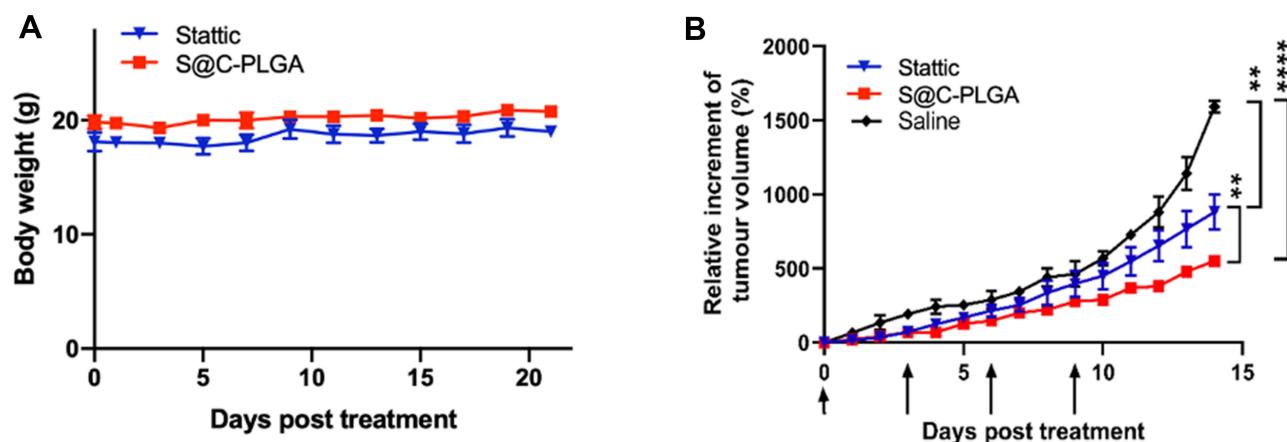 A
Stattic
S@C-PLGA
Body weight (g)
20
10
0
0 5 10 15 20
Days post treatment
B
Stattic
S@C-PLGA
Saline
Relative increment of
tumour volume (%)
2000
1500
1000
500
0
0 5 10 15
Days post treatment
**
**
****